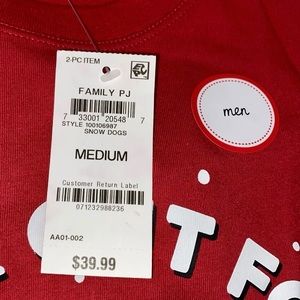 2-PC ITEM
FAMILY PJ
7 33001 20548 7
STYLE 100106987
SNOW DOGS
MEDIUM
Customer Return Label
071232988236
AA01-002
$39.99
men
T F